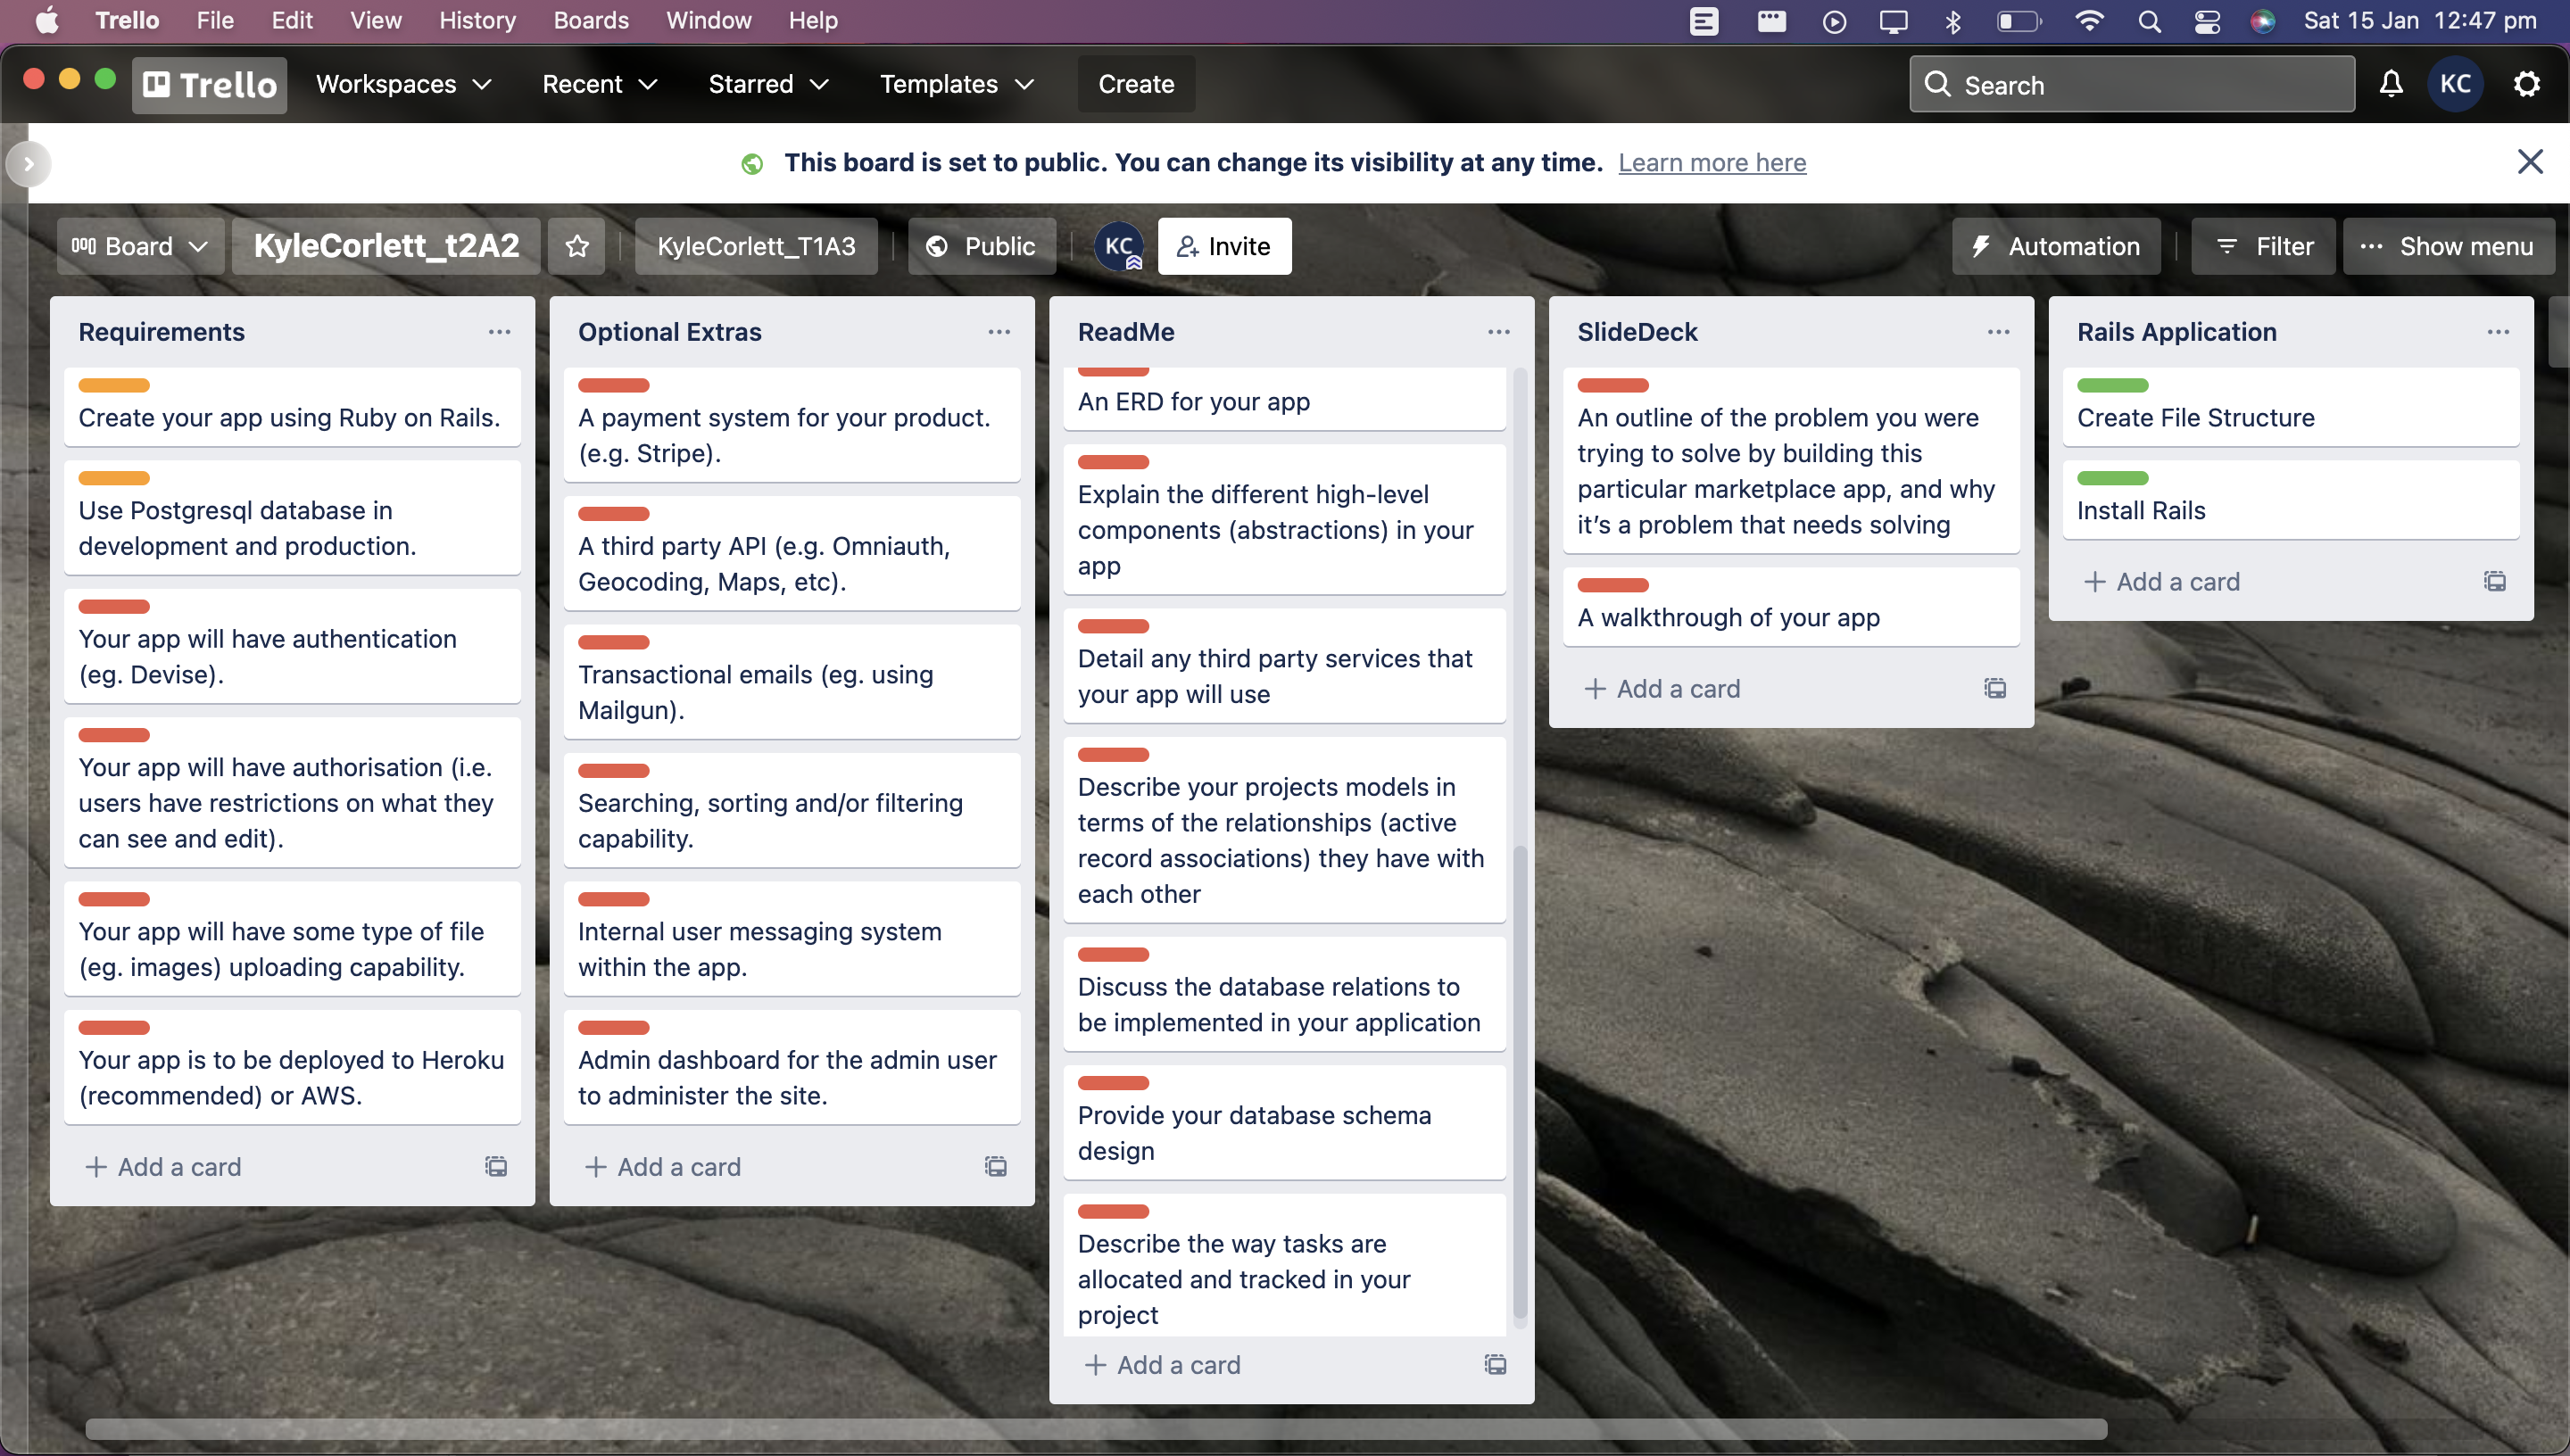 Trello File Edit View History Boards Window Help Sat 15 Jan 12:47 pm
Trello Workspaces Recent Starred Templates Create Search KC
This board is set to public. You can change its visibility at any time. Learn more here
Board KyleCorlett_t2A2 KyleCorlett_T1A3 Public KC Invite Automation Filter Show menu
Requirements
Create your app using Ruby on Rails.
Use Postgresql database in
development and production.
Your app will have authentication
(eg. Devise).
Your app will have authorisation (i.e.
users have restrictions on what they
can see and edit).
Your app will have some type of file
(eg. images) uploading capability.
Your app is to be deployed to Heroku
(recommended) or AWS.
Add a card
Optional Extras
A payment system for your product.
(e.g. Stripe).
A third party API (e.g. Omniauth,
Geocoding, Maps, etc).
Transactional emails (eg. using
Mailgun).
Searching, sorting and/or filtering
capability.
Internal user messaging system
within the app.
Admin dashboard for the admin user
to administer the site.
Add a card
ReadMe
An ERD for your app
Explain the different high-level
components (abstractions) in your
app
Detail any third party services that
your app will use
Describe your projects models in
terms of the relationships (active
record associations) they have with
each other
Discuss the database relations to
be implemented in your application
Provide your database schema
design
Describe the way tasks are
allocated and tracked in your
project
Add a card
SlideDeck
An outline of the problem you were
trying to solve by building this
particular marketplace app, and why
it’s a problem that needs solving
A walkthrough of your app
Add a card
Rails Application
Create File Structure
Install Rails
Add a card